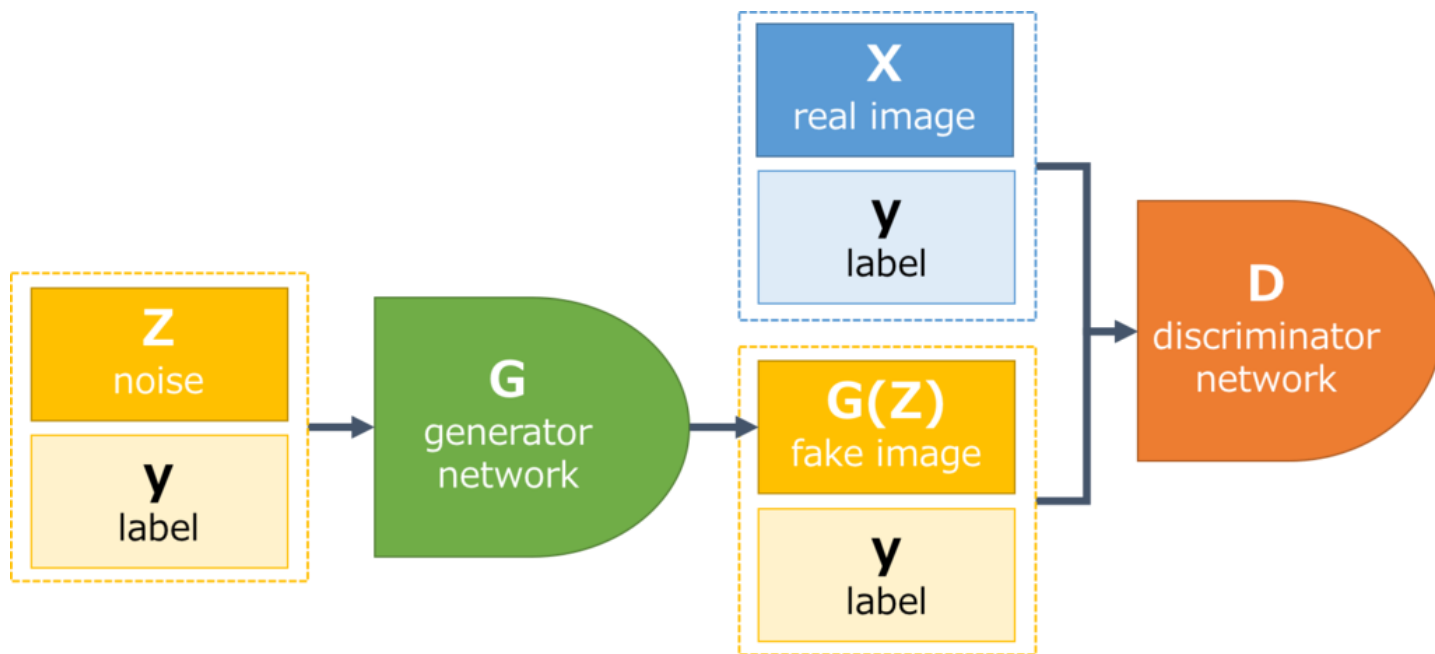 Z
noise
y
label
G
generator
network
X
real image
y
label
G(Z)
fake image
y
label
D
discriminator
network